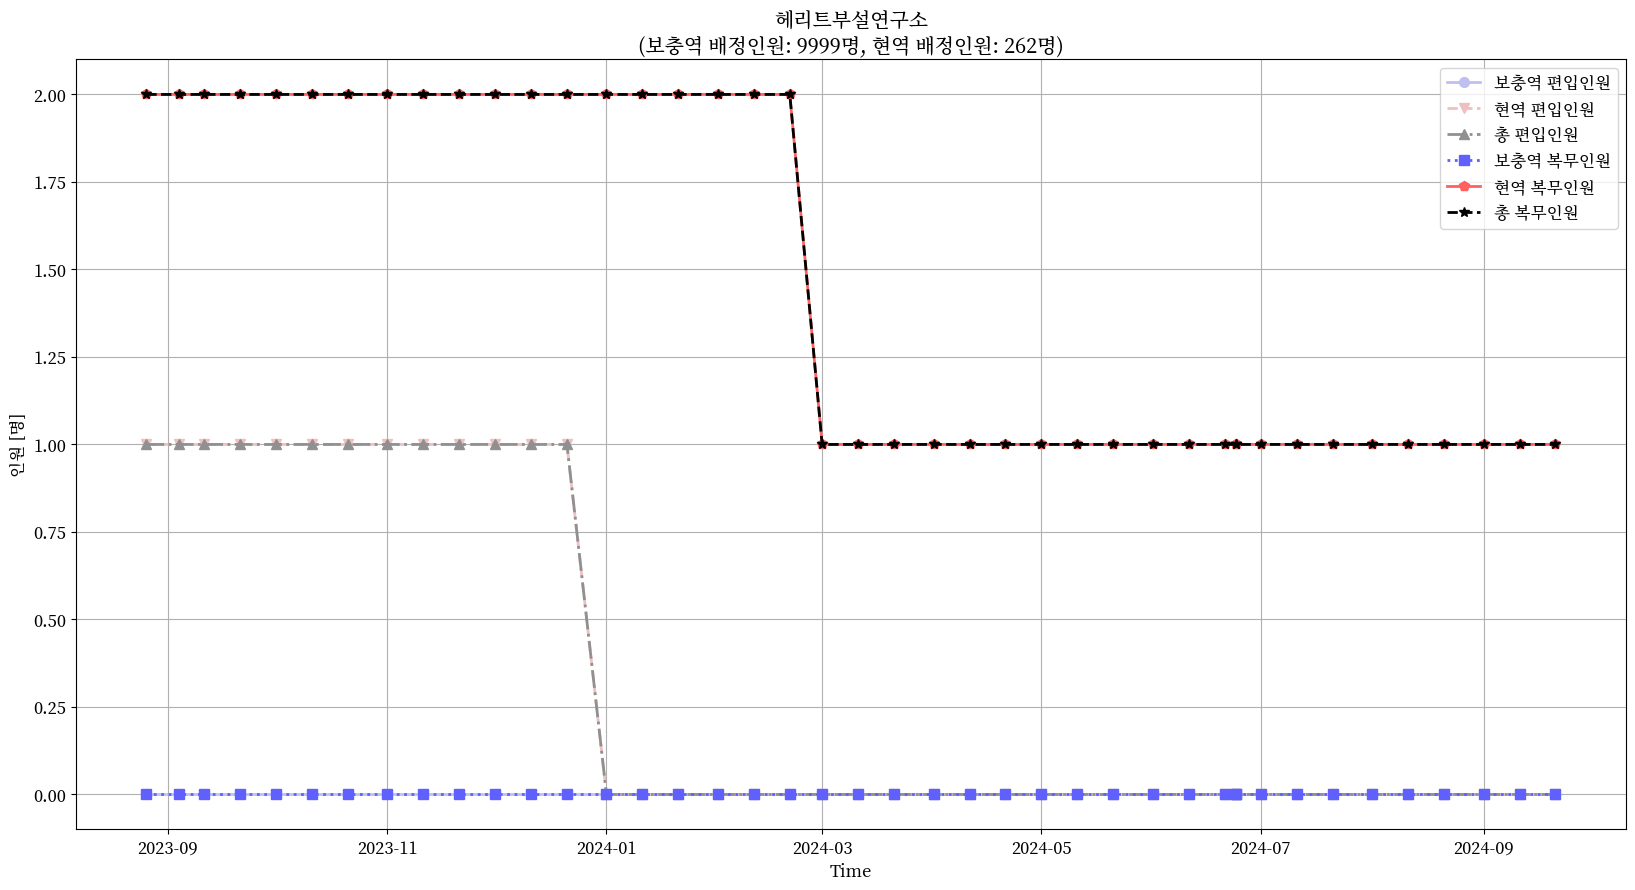 헤리트부설연구소
(보충역 배정인원: 9999명, 현역 배정인원: 262명)
보충역 편입인원
현역 편입인원
총 편입인원
보충역 복무인원
현역 복무인원
총 복무인원
인원 [명]
2.00
1.75
1.50
1.25
1.00
0.75
0.50
0.25
0.00
2023-09
2023-11
2024-01
2024-03
2024-05
2024-07
2024-09
Time